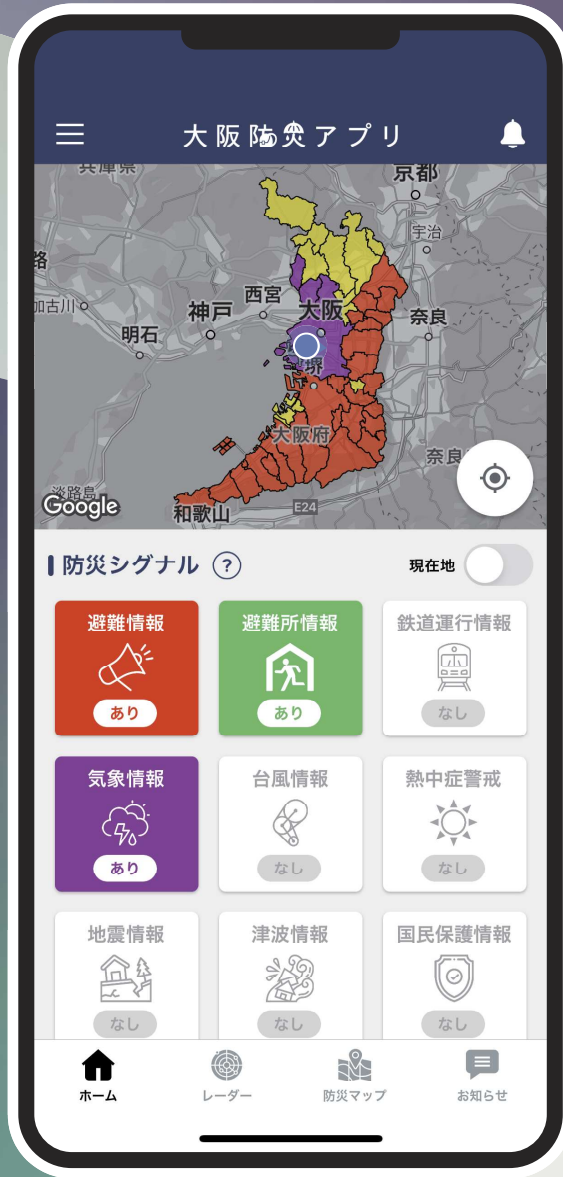 大阪防災アプリ
兵庫県
京都
宇治
路
加古川
西宮
神戸
大阪
奈良
明石
堺
大阪府
奈良
淡路島
Google
和歌山
E24
防災シグナル ?
現在地
避難情報
あり
避難所情報
あり
鉄道運行情報
なし
気象情報
あり
台風情報
なし
熱中症警戒
なし
地震情報
なし
津波情報
なし
国民保護情報
なし
ホーム
レーダー
防災マップ
お知らせ